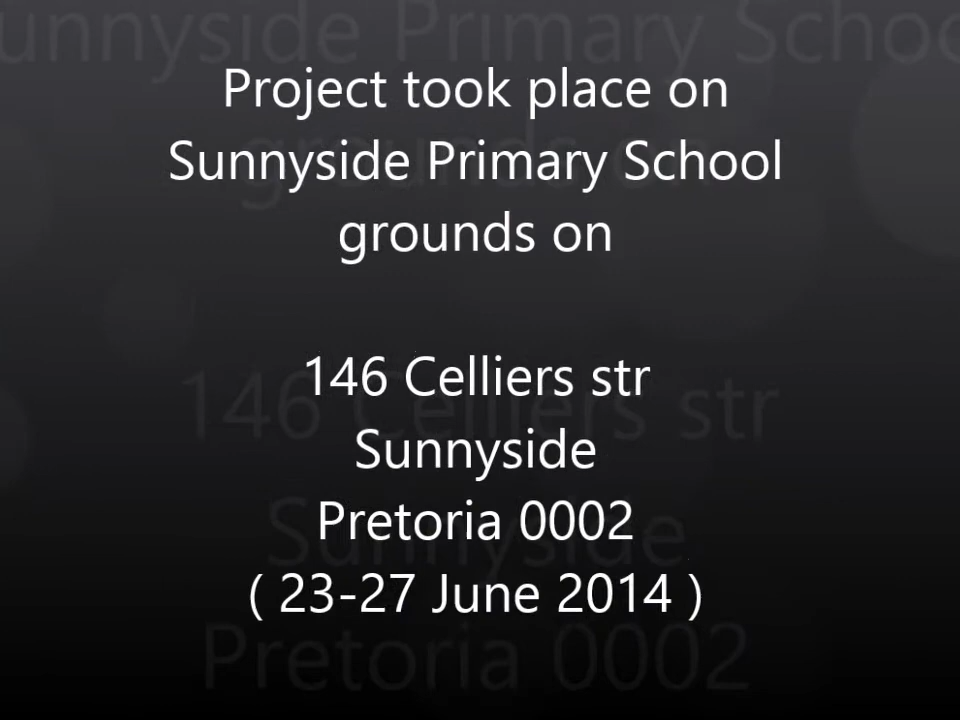 Project took place on
Sunnyside Primary School
grounds on
146 Celliers str
Sunnyside
Pretoria 0002
( 23-27 June 2014 )